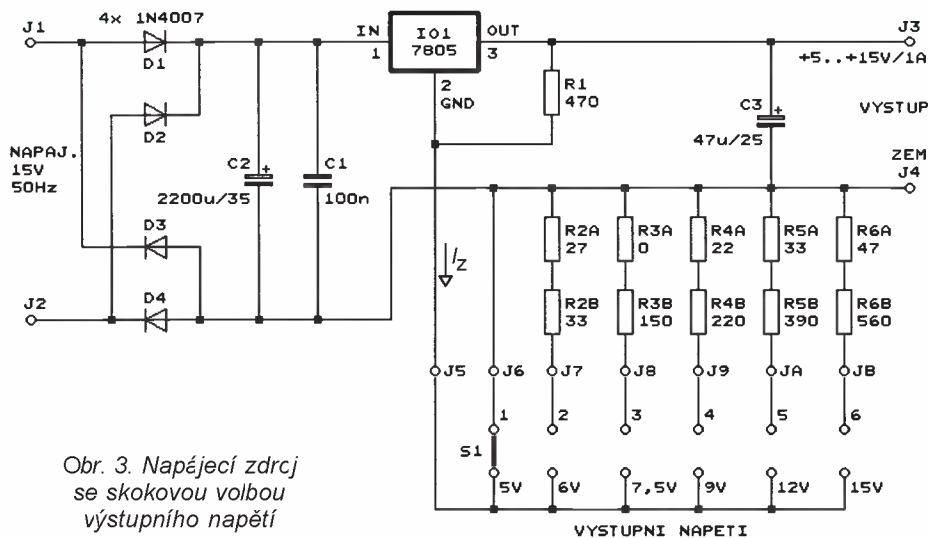 4x 1N4007
J1
D1
D2
NAPAJ.
15V
50Hz
D3
D4
J2
C2
+
2200u/35
C1
100n
IN
1
IO1
7805
OUT
3
2
GND
R1
470
C3
+
47u/25
J3
+5..+15V/1A
VYSTUP
ZEM
J4
IZ
R2A
27
R3A
0
R4A
22
R5A
33
R6A
47
R2B
33
R3B
150
R4B
220
R5B
390
R6B
560
J5
J6
J7
J8
J9
JA
JB
1
2
3
4
5
6
S1
5V
6V
7,5V
9V
12V
15V
VYSTUPNI NAPETI
Obr. 3. Napájecí zdrcj
se skokovou volbou
výstupního napětí